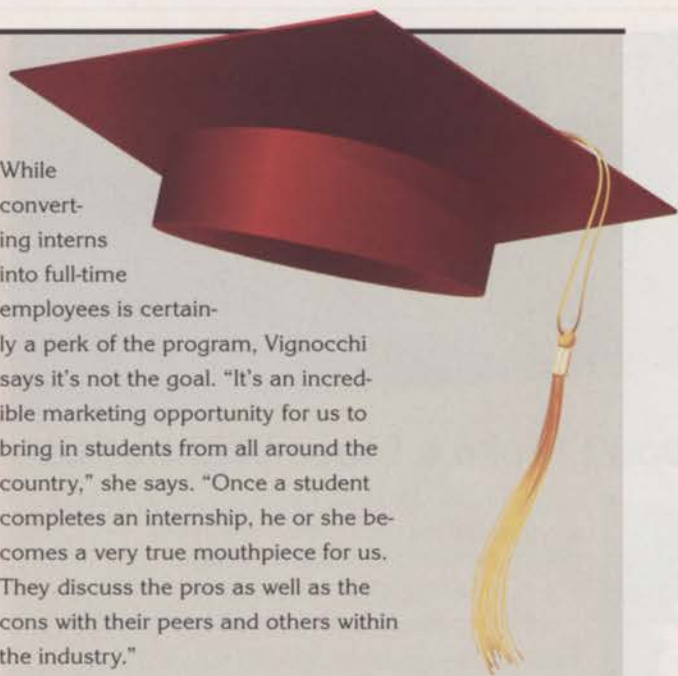 While
convert-
ing interns
into full-time
employees is certain-
ly a perk of the program, Vignocchi
says it's not the goal. “It's an incred-
ible marketing opportunity for us to
bring in students from all around the
country,” she says. “Once a student
completes an internship, he or she be-
comes a very true mouthpiece for us.
They discuss the pros as well as the
cons with their peers and others within
the industry.”